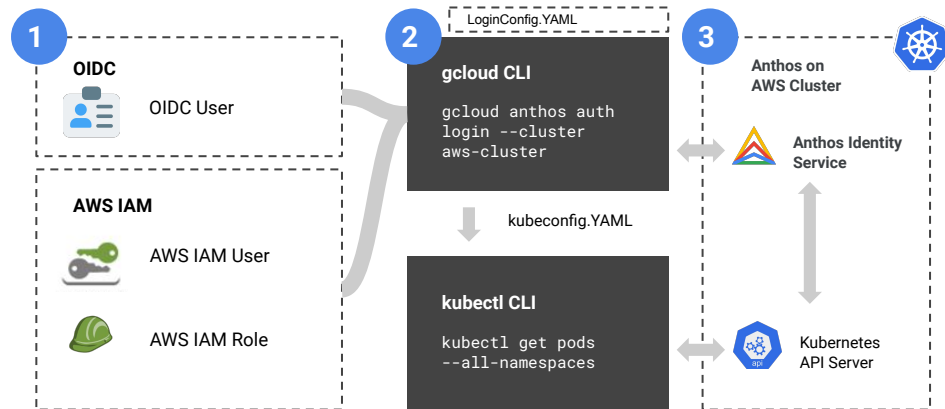 1
OIDC
OIDC User
AWS IAM
AWS IAM User
AWS IAM Role
2
LoginConfig.YAML
gcloud CLI
gcloud anthos auth
login --cluster
aws-cluster
kubeconfig.YAML
kubectl CLI
kubectl get pods
--all-namespaces
3
Anthos on
AWS Cluster
Anthos Identity
Service
Kubernetes
API Server
api